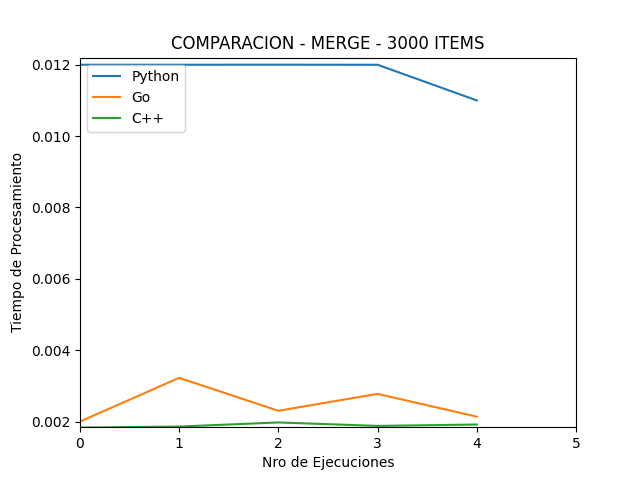 COMPARACION - MERGE - 3000 ITEMS
0.012
0.010
0.008
0.006
0.004
0.002
Tiempo de Procesamiento
Python
Go
C++
0 1 2 3 4 5
Nro de Ejecuciones